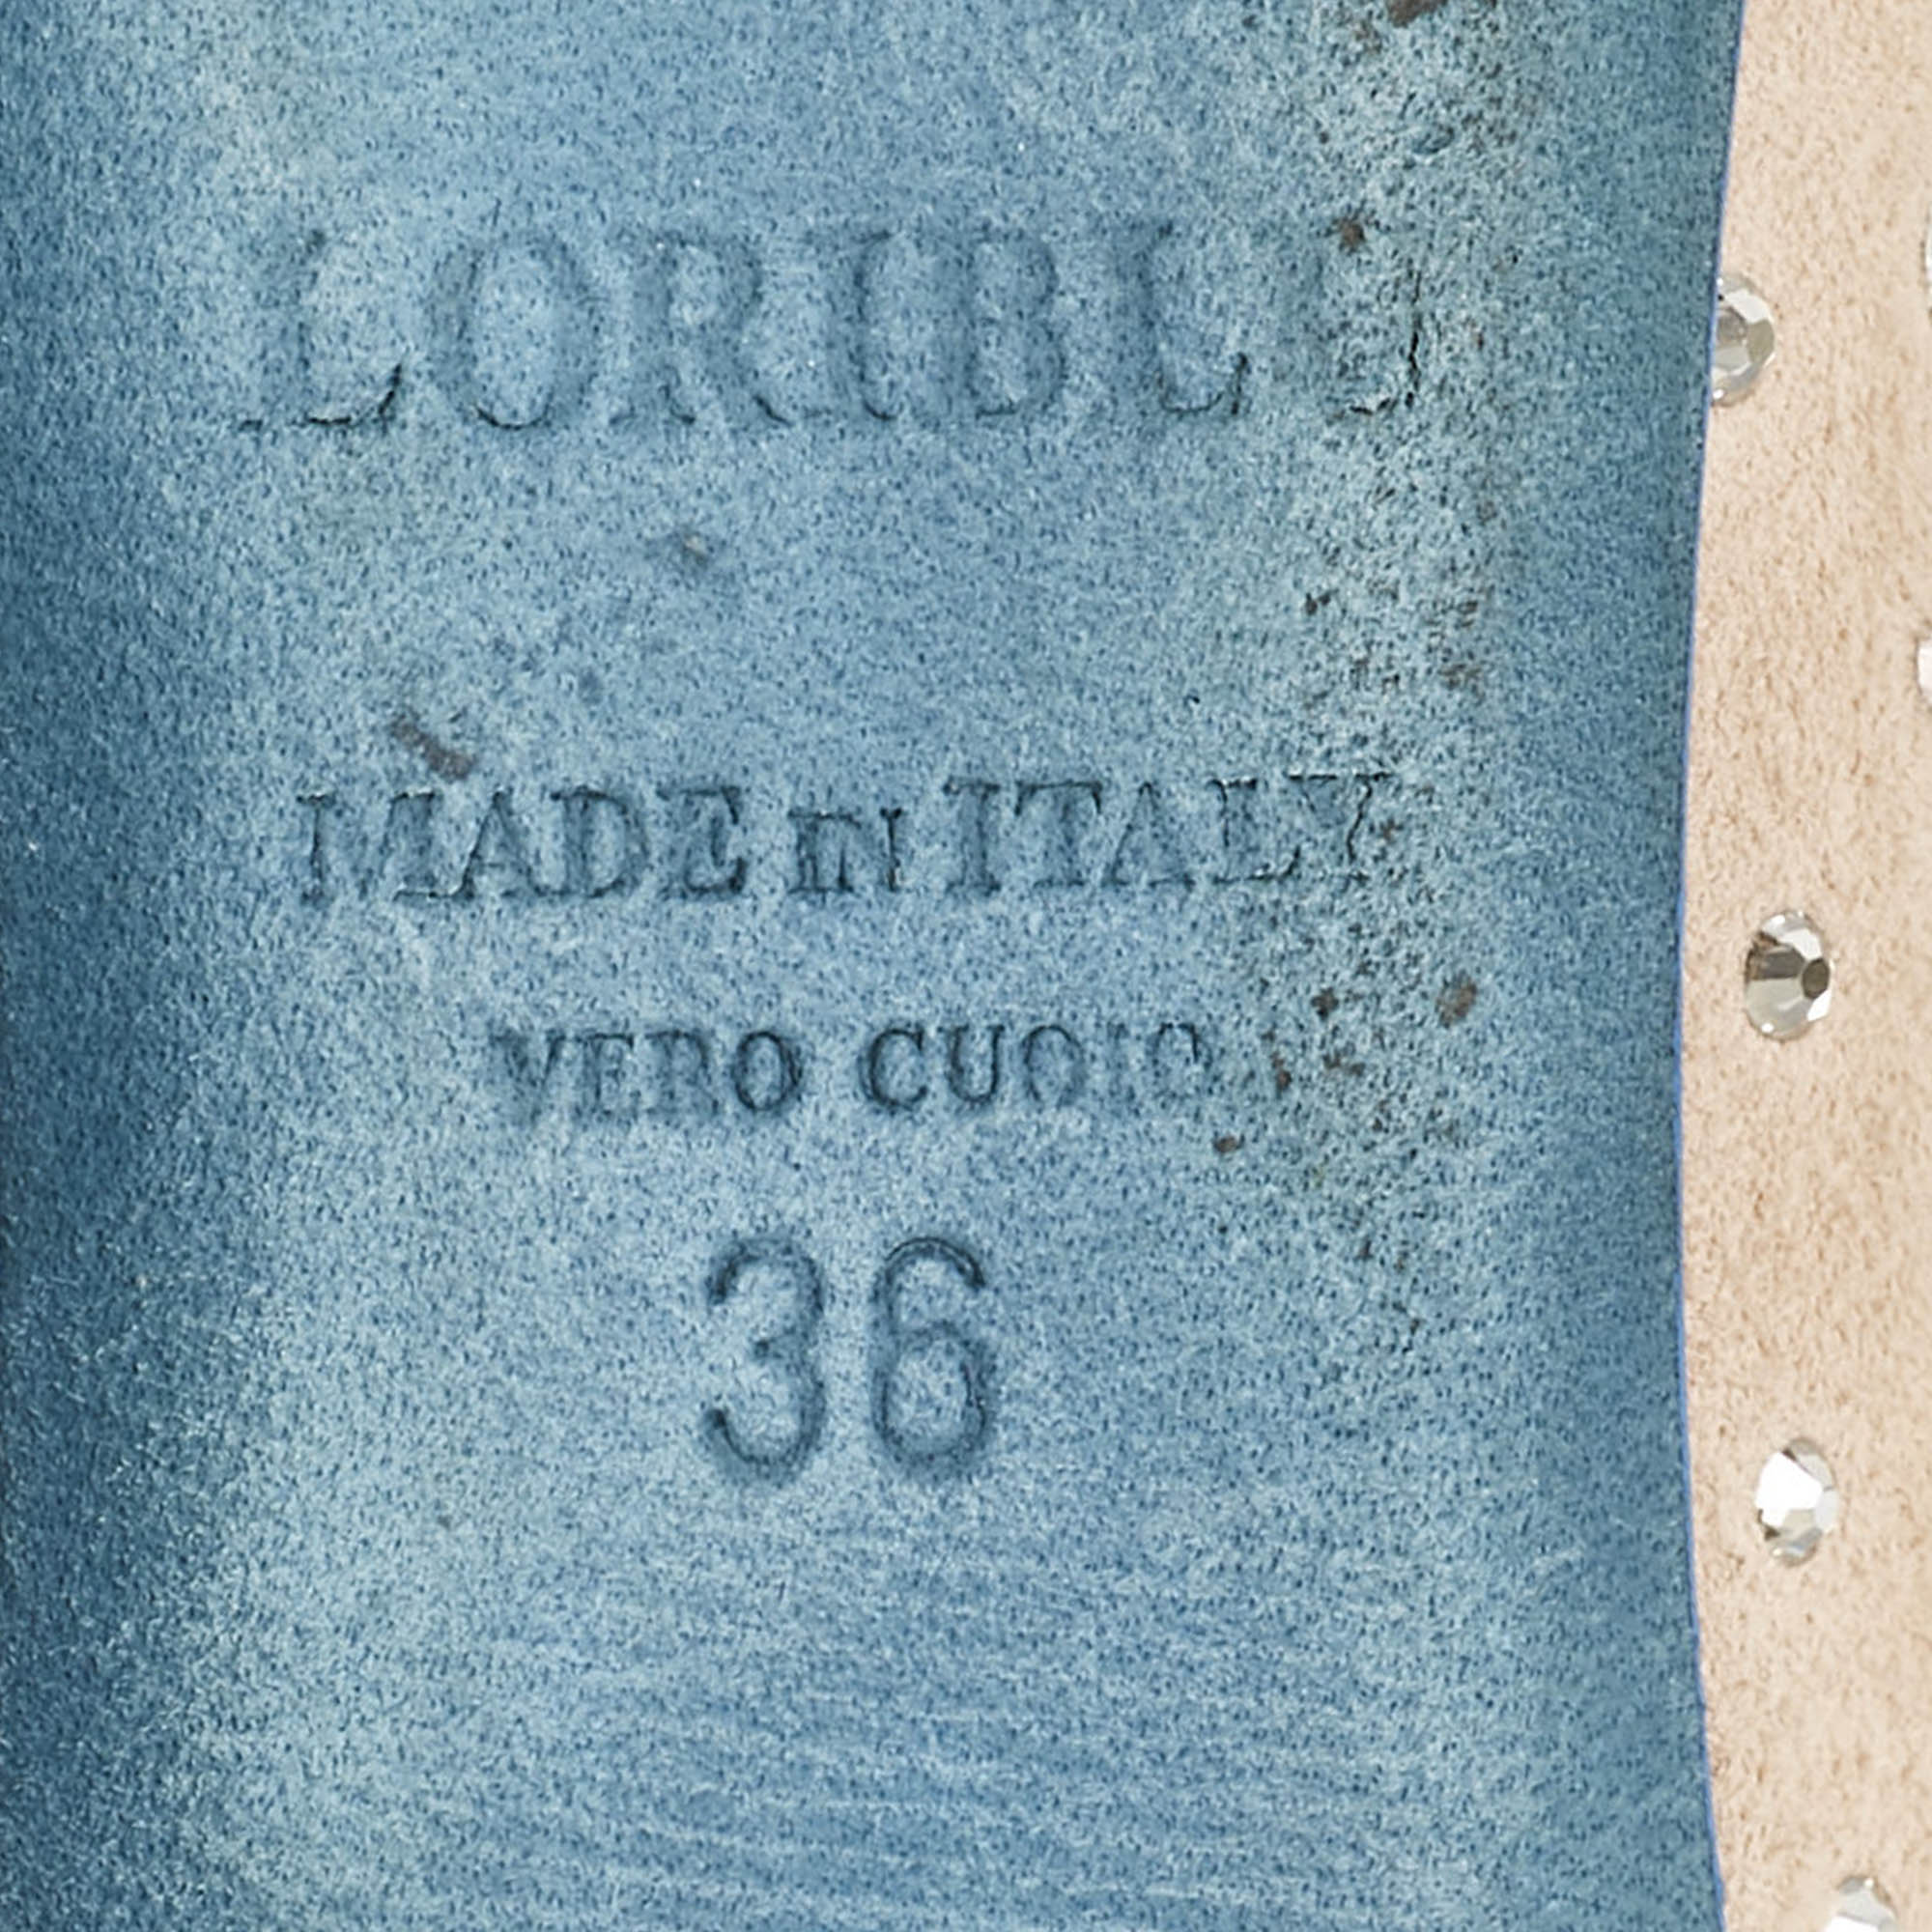 LORIBLU
MADE IN ITALY
VERO CUOIO
36